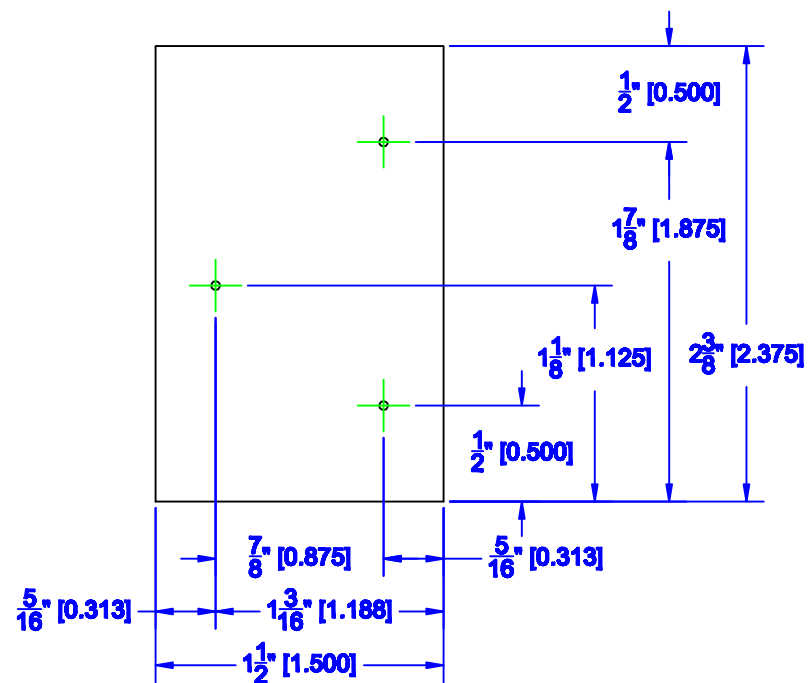 1/2" [0.500]
1 7/8" [1.875]
1 1/8" [1.125]
2 3/8" [2.375]
1/2" [0.500]
7/8" [0.875]
5/16" [0.313]
5/16" [0.313]
1 3/16" [1.188]
1 1/2" [1.500]